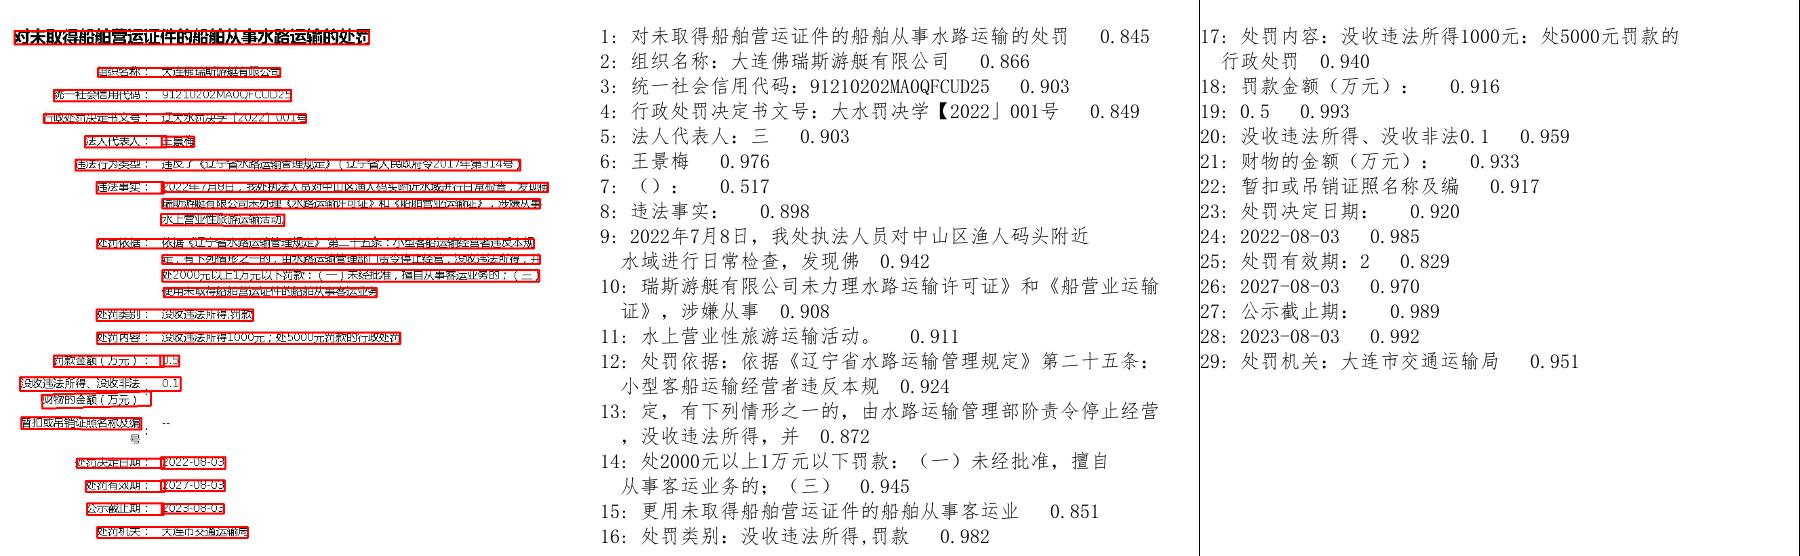 对未取得船舶营运证件的船舶从事水路运输的处罚
组织名称： 大连佛瑞斯游艇有限公司
统一社会信用代码： 91210202MA0QFCUD25
行政处罚决定书文号： 辽大水罚决字［2022］001号
法人代表人： 王景梅
违法行为类型： 违反了《辽宁省水路运输管理规定》（辽宁省人民政府令2017年第314号）
违法事实： 2022年7月8日，我处执法人员对中山区渔人码头附近水域进行日常检查，发现佛
瑞斯游艇有限公司未办理《水路运输许可证》和《船舶营业运输证》，涉嫌从事
水上营业性旅游运输活动。
处罚依据： 依据《辽宁省水路运输管理规定》 第二十五条：小型客船运输经营者违反本规
定，有下列情形之一的，由水路运输管理部门责令停止经营，没收违法所得，并
处2000元以上1万元以下罚款：（一）未经批准，擅自从事客运业务的；（三）
使用未取得船舶营运证件的船舶从事客运业务
处罚类别： 没收违法所得,罚款
处罚内容： 没收违法所得1000元；处5000元罚款的行政处罚
罚款金额（万元）： 0.5
没收违法所得、没收非法 0.1
财物的金额（万元）：
暂扣或吊销证照名称及编 --
号：
处罚决定日期： 2022-08-03
处罚有效期： 2027-08-03
公示截止期： 2023-08-03
处罚机关： 大连市交通运输局
1: 对未取得船舶营运证件的船舶从事水路运输的处罚 0.845
2: 组织名称: 大连佛瑞斯游艇有限公司 0.866
3: 统一社会信用代码: 91210202MA0QFCUD25 0.903
4: 行政处罚决定书文号: 大水罚决学【2022」001号 0.849
5: 法人代表人: 三 0.903
6: 王景梅 0.976
7: （）: 0.517
8: 违法事实: 0.898
9: 2022年7月8日，我处执法人员对中山区渔人码头附近
水域进行日常检查，发现佛 0.942
10: 瑞斯游艇有限公司未力理水路运输许可证》和《船营业运输
证》，涉嫌从事 0.908
11: 水上营业性旅游运输活动。 0.911
12: 处罚依据: 依据《辽宁省水路运输管理规定》第二十五条:
小型客船运输经营者违反本规 0.924
13: 定，有下列情形之一的，由水路运输管理部阶责令停止经营
，没收违法所得，并 0.872
14: 处2000元以上1万元以下罚款: （一）未经批准，擅自
从事客运业务的; （三） 0.945
15: 更用未取得船舶营运证件的船舶从事客运业 0.851
16: 处罚类别: 没收违法所得,罚款 0.982
17: 处罚内容: 没收违法所得1000元: 处5000元罚款的
行政处罚 0.940
18: 罚款金额（万元）: 0.916
19: 0.5 0.993
20: 没收违法所得、没收非法0.1 0.959
21: 财物的金额（万元）: 0.933
22: 暂扣或吊销证照名称及编 0.917
23: 处罚决定日期: 0.920
24: 2022-08-03 0.985
25: 处罚有效期: 2 0.829
26: 2027-08-03 0.970
27: 公示截止期: 0.989
28: 2023-08-03 0.992
29: 处罚机关: 大连市交通运输局 0.951